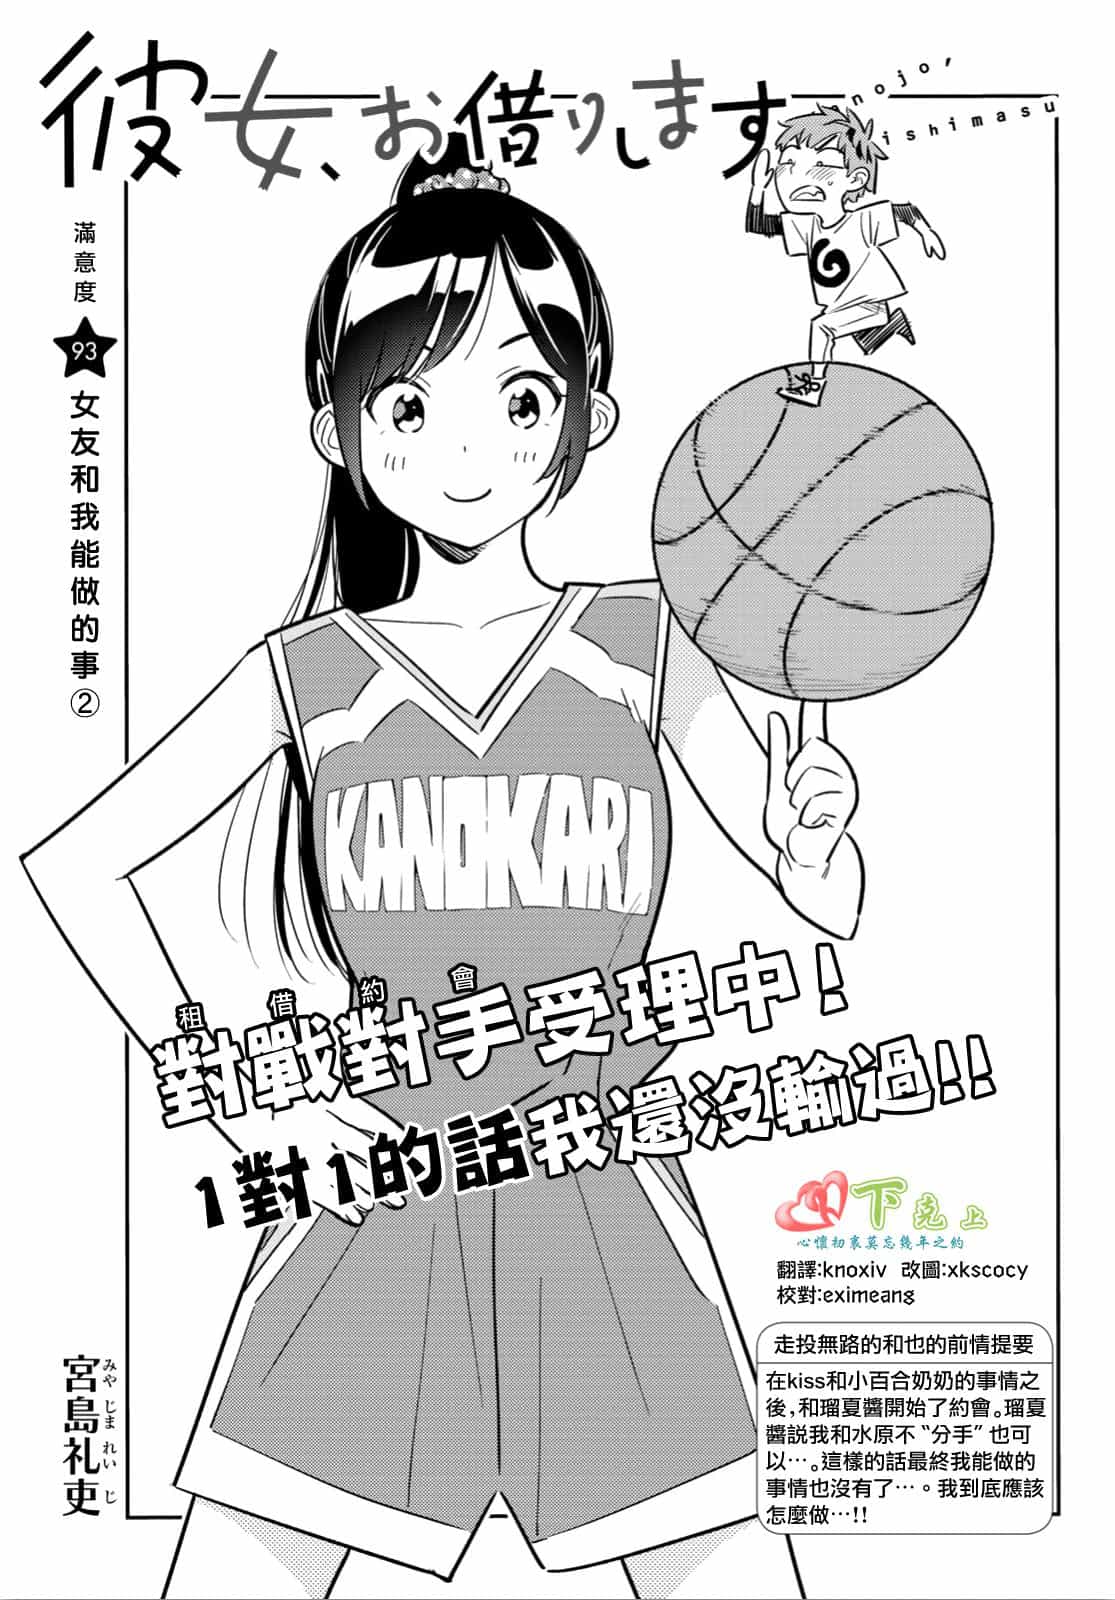 彼女、お借りします
nojo,
ishimasu
滿意度
93
女友和我能做的事②
KANOKARI
租借約會
對戰對手受理中！
1對1的話我還沒輸過!!
下克上
心懷初衷莫忘幾年之約
翻譯:knoxiv 改圖:xkscocy
校對:eximeang
走投無路的和也的前情提要
在kiss和小百合奶奶的事情之
後，和瑠夏醬開始了約會。瑠夏
醬説我和水原不“分手”也可
以…。這樣的話最終我能做的
事情也沒有了…。我到底應該
怎麼做…!!
みやじまれいじ
宮島礼吏